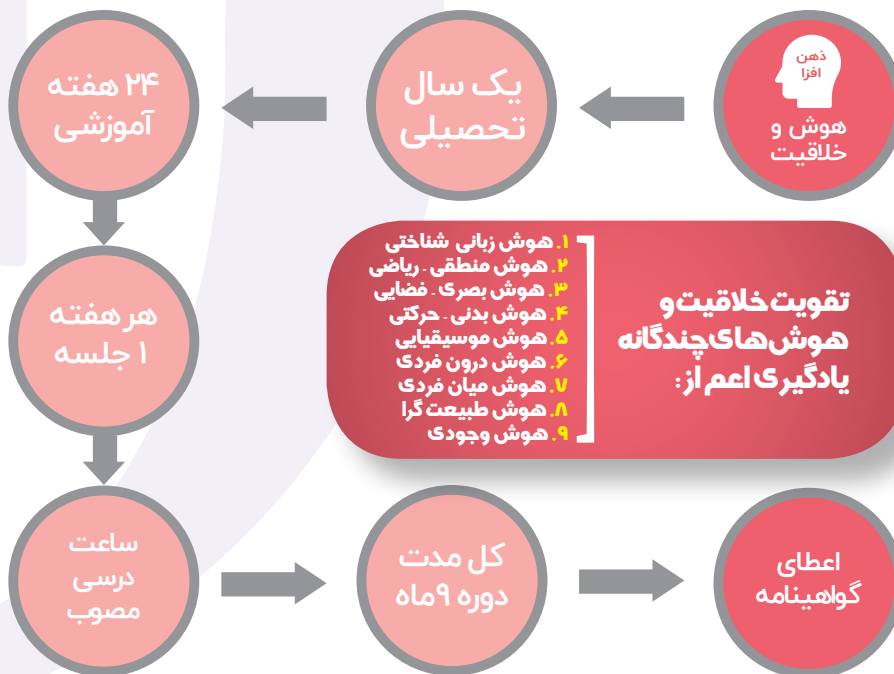 ذهن
افزا
هوش و
خلاقیت
یک سال
تحصیلی
۲۴ هفته
آموزشی
هر هفته
۱ جلسه
تقویت خلاقیت و
هوش‌های چندگانه
یادگیری اعم از:
۱. هوش زبانی شناختی
۲. هوش منطقی - ریاضی
۳. هوش بصری - فضایی
۴. هوش بدنی - حرکتی
۵. هوش موسیقیایی
۶. هوش درون فردی
۷. هوش میان فردی
۸. هوش طبیعت گرا
۹. هوش وجودی
ساعت
درسی
مصوب
کل مدت
دوره ۹ ماه
اعطای
گواهینامه